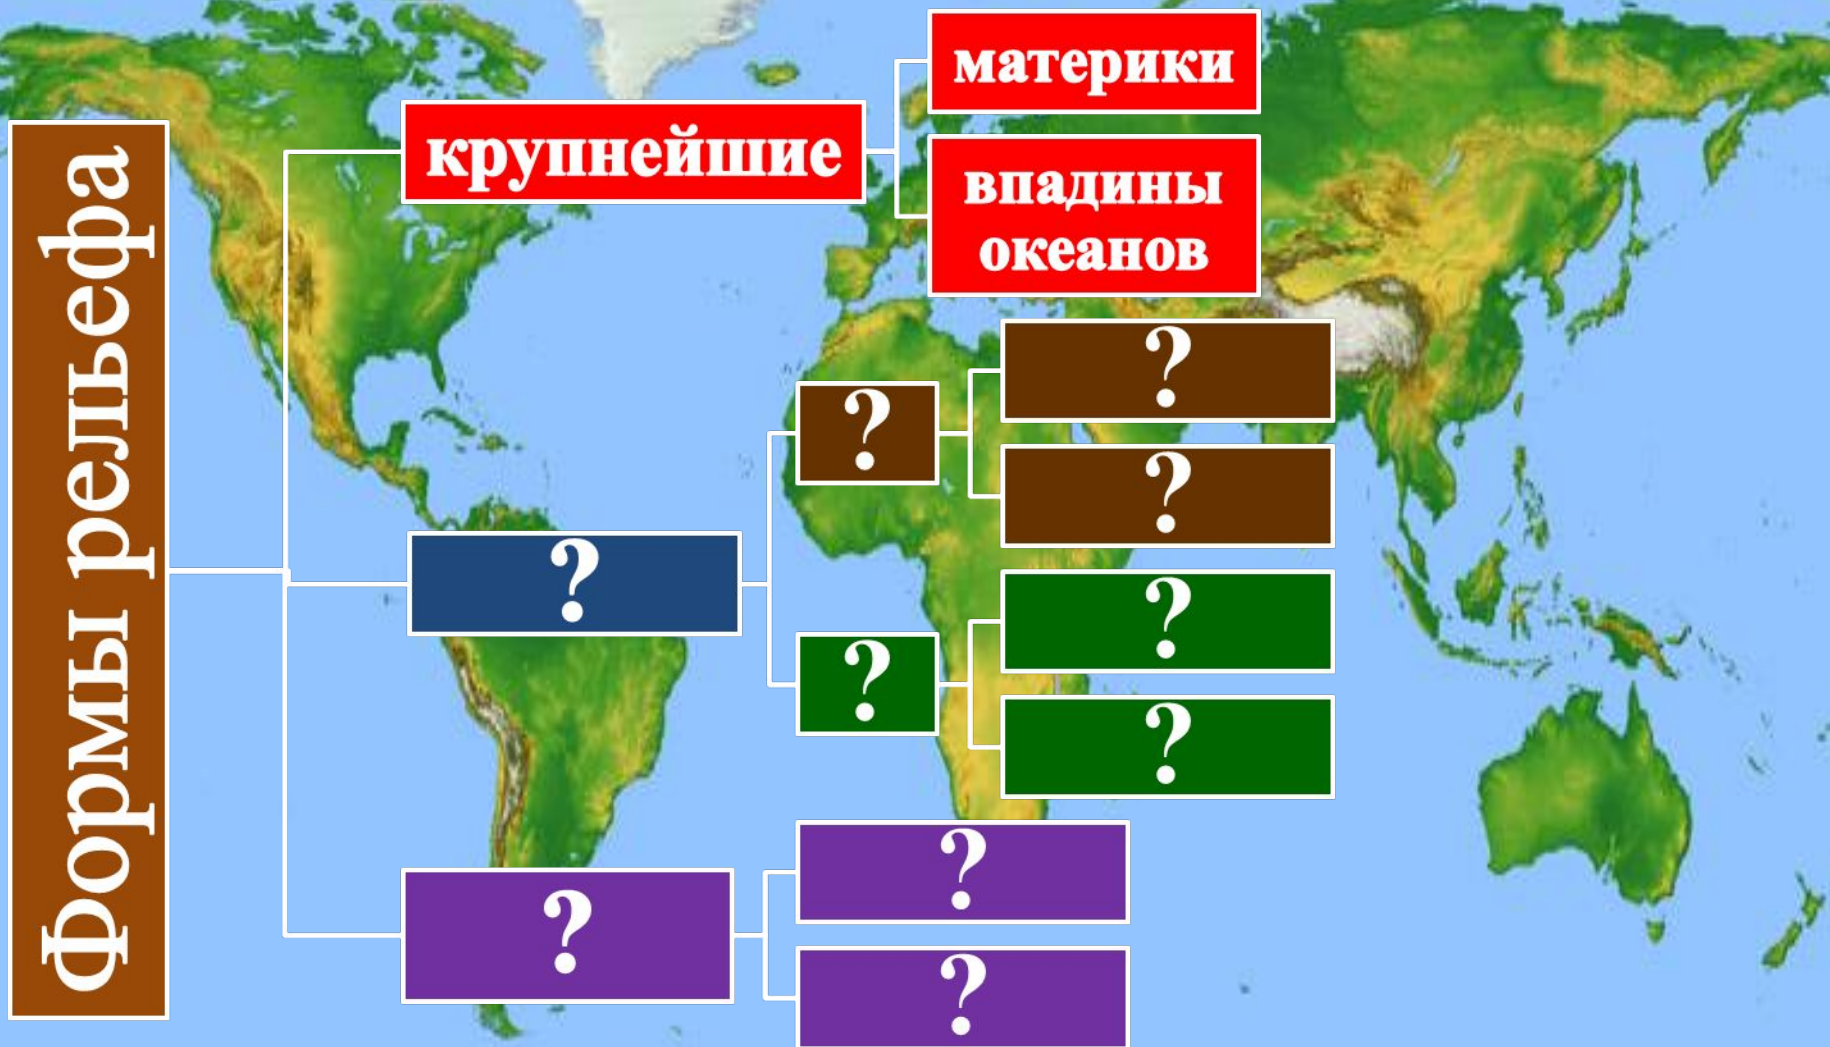 Формы рельефа
крупнейшие
материки
впадины
океанов
?
?
?
?
?
?
?
?
?
?